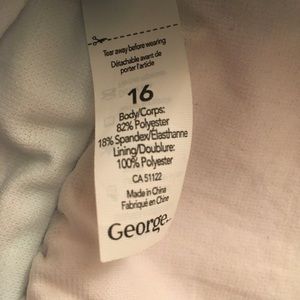 Tear away before wearing
Détachable avant de
porter l'article
16
Body/Corps:
82% Polyester
18% Spandex/Elasthanne
Lining/Doublure:
100% Polyester
CA 51122
Made in China
Fabriqué en Chine
George